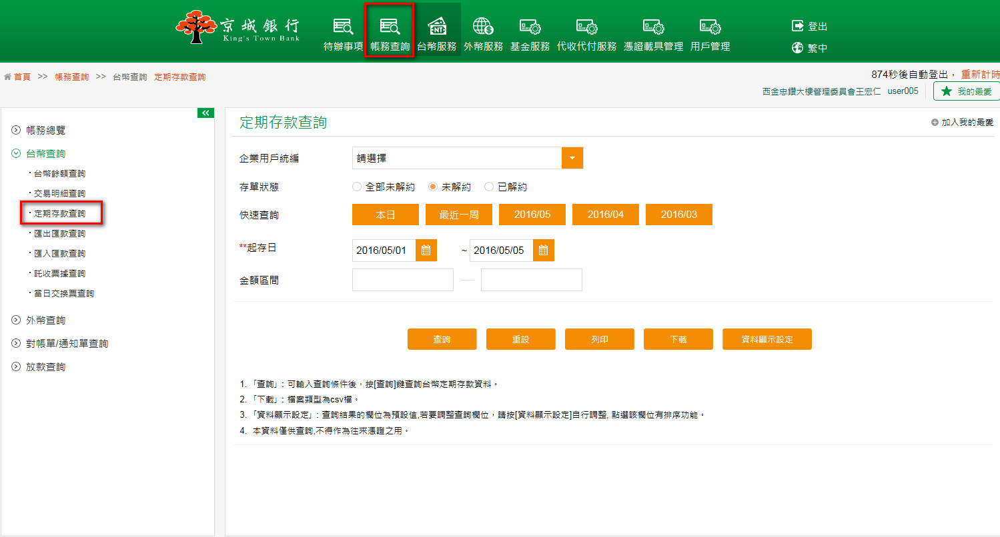 京城銀行
King's Town Bank
待辦事項 帳務查詢 台幣服務 外幣服務 基金服務 代收代付服務 憑證載具管理 用戶管理
NT
登出
繁中
首頁 >> 帳務查詢 >> 台幣查詢 定期存款查詢
874秒後自動登出， 重新計時
西金忠鑽大樓管理委員會王宏仁 user005
我的最愛
帳務總覽
台幣查詢
台幣餘額查詢
交易明細查詢
定期存款查詢
匯出匯款查詢
匯入匯款查詢
託收票據查詢
當日交換票查詢
外幣查詢
對帳單/通知單查詢
放款查詢
定期存款查詢
加入我的最愛
企業用戶統編 請選擇
存單狀態 全部未解約 未解約 已解約
快速查詢 本日 最近一周 2016/05 2016/04 2016/03
**起存日 2016/05/01 ~ 2016/05/05
金額區間
查詢 重設 列印 下載 資料顯示設定
1. 「查詢」: 可輸入查詢條件後，按[查詢]鍵查詢台幣定期存款資料。
2. 「下載」: 檔案類型為csv檔。
3. 「資料顯示設定」: 查詢結果的欄位為預設值,若要調整查詢欄位，請按[資料顯示設定]自行調整, 點選該欄位有排序功能。
4. 本資料僅供查詢,不得作為往來憑證之用。